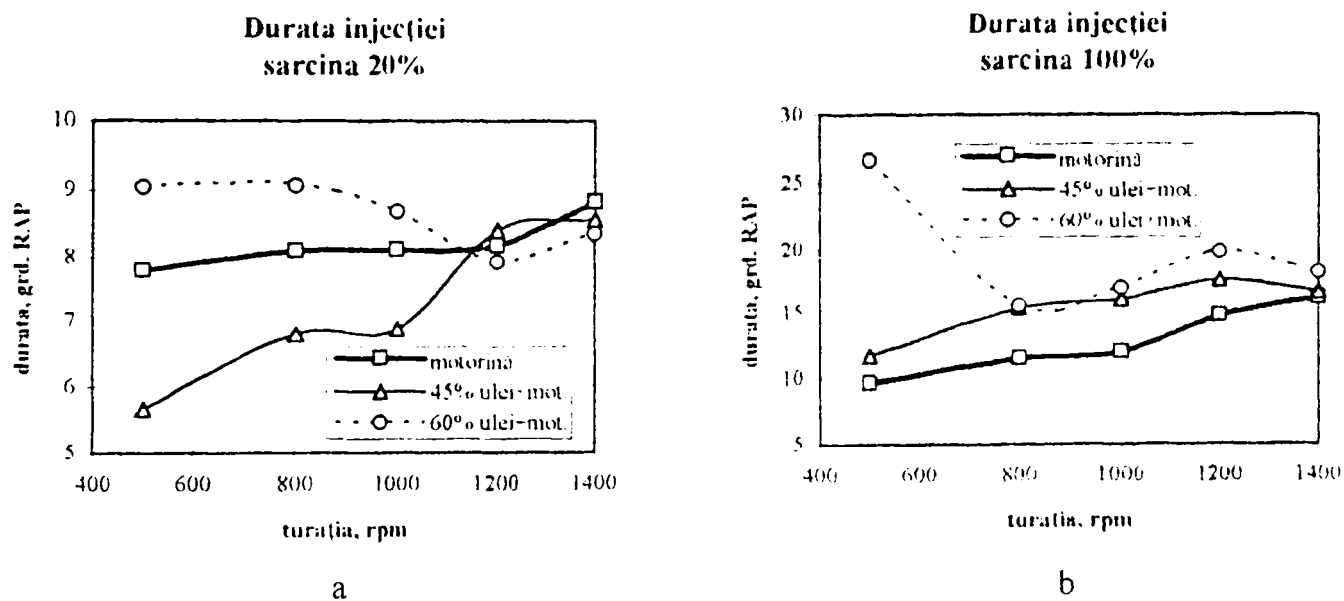 Durata injecției
sarcina 20%
10
9
8
7
6
5
400 600 800 1000 1200 1400
durata, grd. RAP
turația, rpm
motorină
45% ulei-mot.
60% ulei-mot.
a
Durata injecției
sarcina 100%
30
25
20
15
10
5
400 600 800 1000 1200 1400
durata, grd. RAP
turația, rpm
motorină
45% ulei-mot.
60% ulei-mot.
b